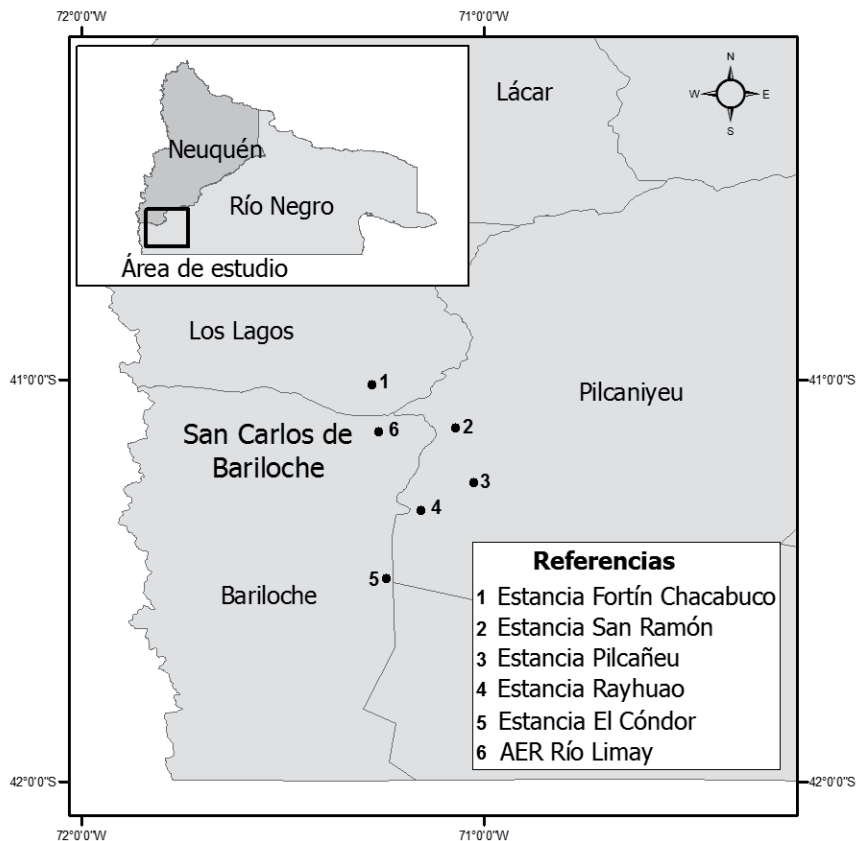 72°0'0"W
71°0'0"W
Lácar
N
W
E
S
Neuquén
Río Negro
Área de estudio
Los Lagos
41°0'0"S
41°0'0"S
1
Pilcaniyeu
San Carlos de
Bariloche
6
2
3
4
5
Bariloche
Referencias
1 Estancia Fortín Chacabuco
2 Estancia San Ramón
3 Estancia Pilcañeu
4 Estancia Rayhuao
5 Estancia El Cóndor
6 AER Río Limay
42°0'0"S
42°0'0"S
72°0'0"W
71°0'0"W